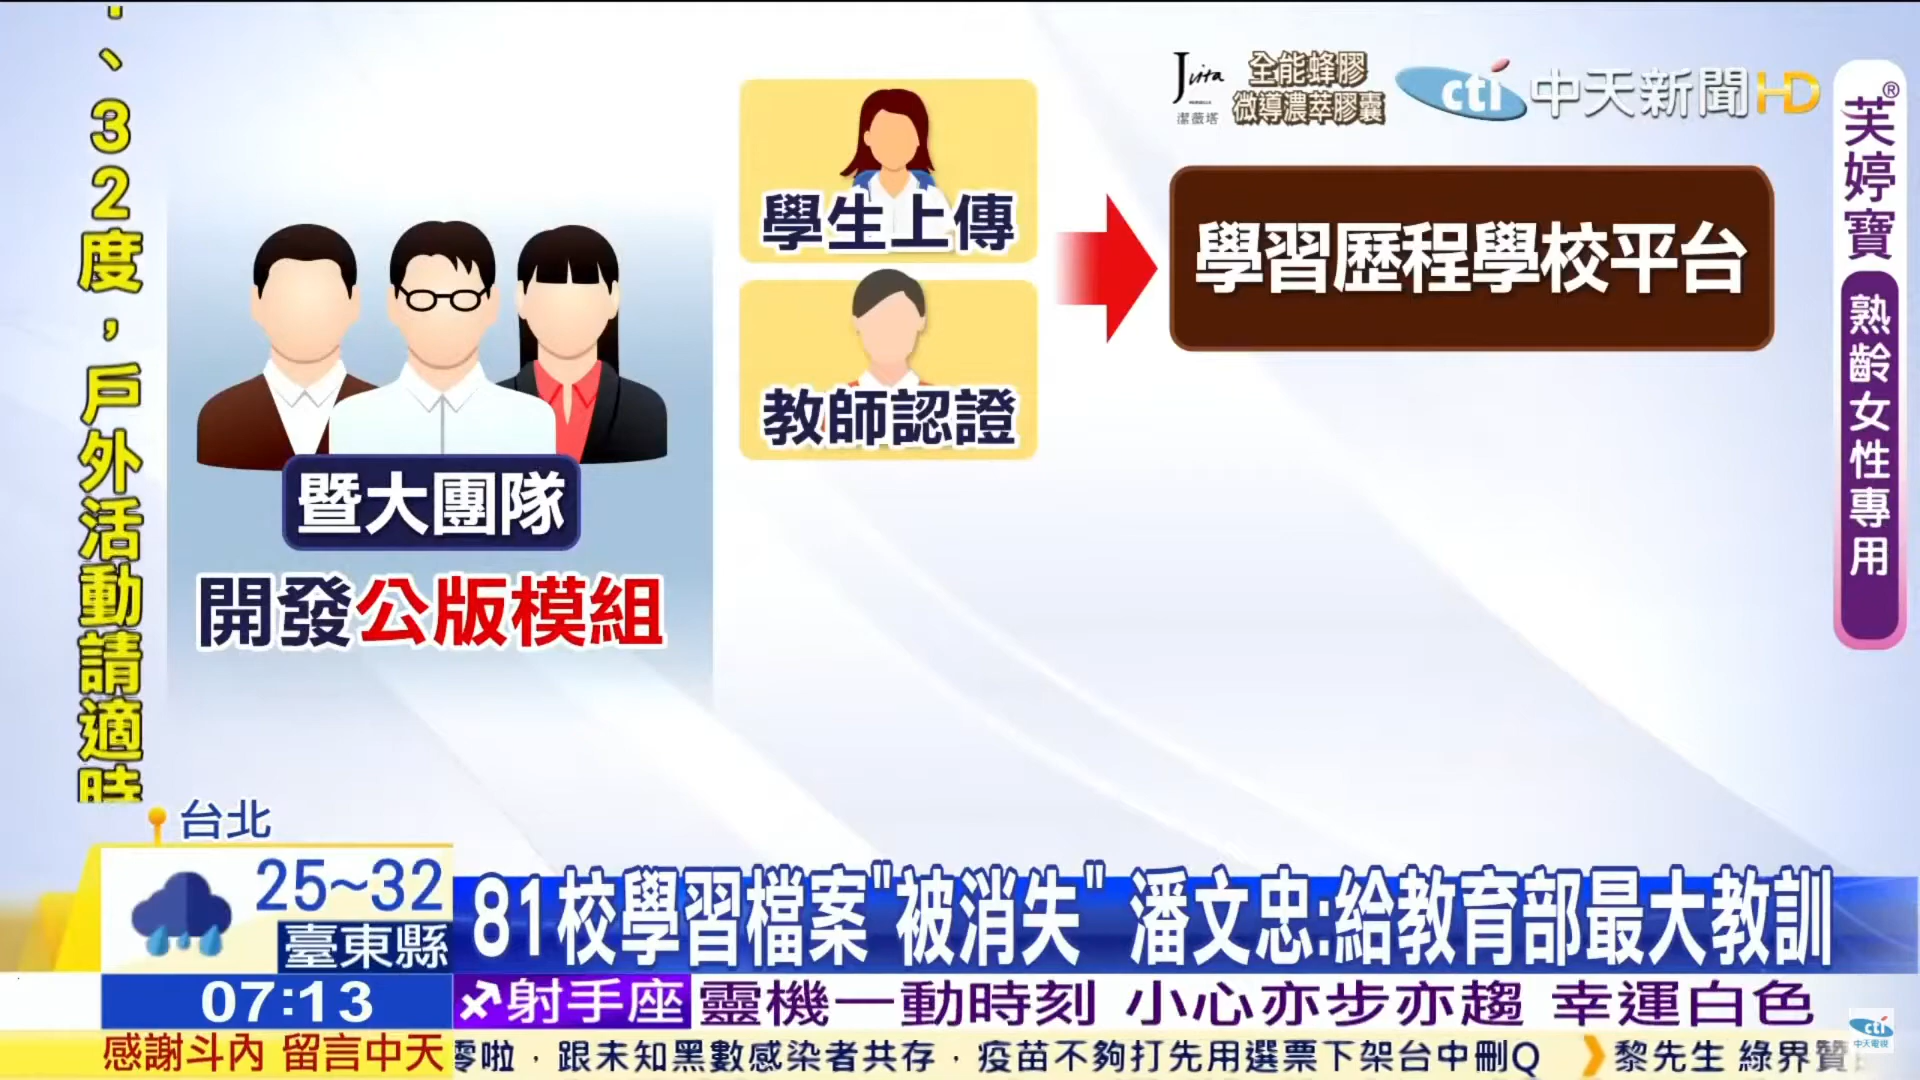 、32度，戶外活動請適時
Jvita
潔薇塔
全能蜂膠
微導濃萃膠囊
cti 中天新聞HD
芙婷寶®
熟齡女性專用
學生上傳
教師認證
學習歷程學校平台
暨大團隊
開發公版模組
台北
25~32
臺東縣
81校學習檔案"被消失" 潘文忠:給教育部最大教訓
07:13
射手座 靈機一動時刻 小心亦步亦趨 幸運白色
感謝斗內 留言中天
零啦，跟未知黑數感染者共存，疫苗不夠打先用選票下架台中刪Q 黎先生 綠界贊
cti
中天電視